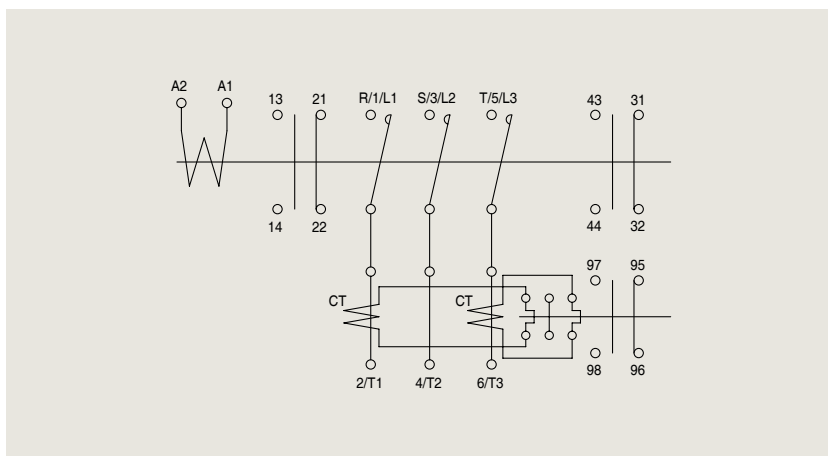 A2 A1
13 21 R/1/L1 S/3/L2 T/5/L3 43 31
14 22 44 32
97 95
CT CT
98 96
2/T1 4/T2 6/T3